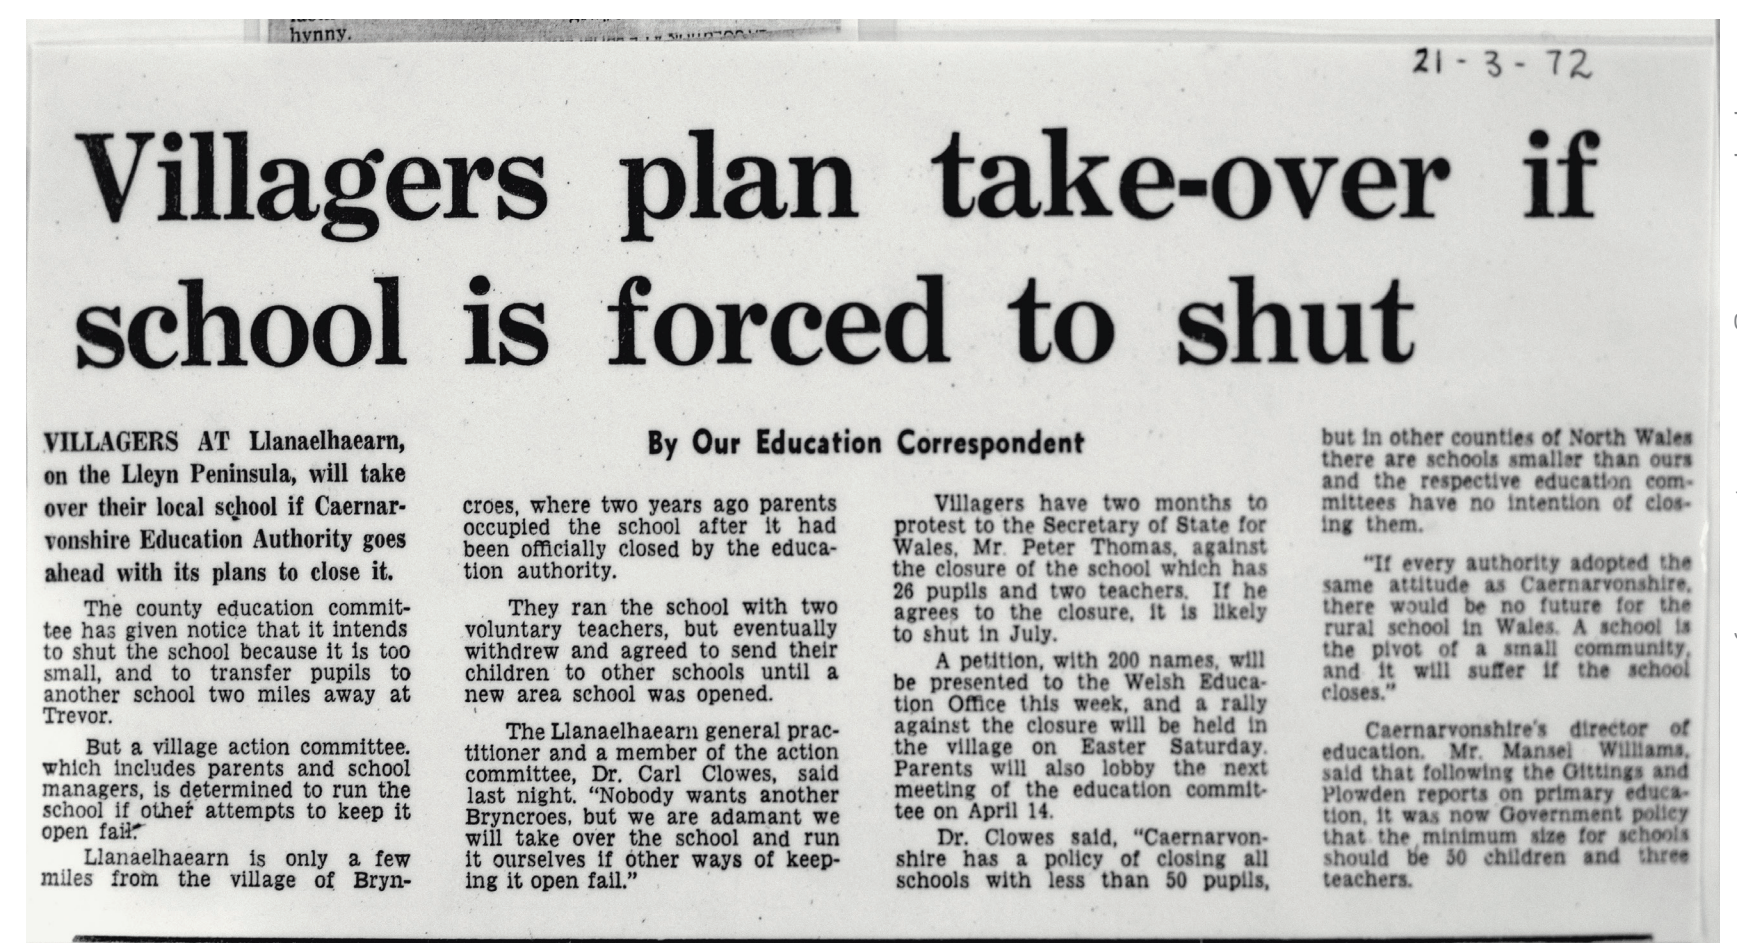 hynny.
21-3-72
Villagers plan take-over if
school is forced to shut
VILLAGERS AT Llanaelhaearn,
on the Lleyn Peninsula, will take
over their local school if Caernar-
vonshire Education Authority goes
ahead with its plans to close it.
The county education commit-
tee has given notice that it intends
to shut the school because it is too
small, and to transfer pupils to
another school two miles away at
Trevor.
But a village action committee.
which includes parents and school
managers, is determined to run the
school if other attempts to keep it
open fail.
Llanaelhaearn is only a few
miles from the village of Bryn-
By Our Education Correspondent
croes, where two years ago parents
occupied the school after it had
been officially closed by the educa-
tion authority.
They ran the school with two
voluntary teachers, but eventually
withdrew and agreed to send their
children to other schools until a
new area school was opened.
The Llanaelhaearn general prac-
titioner and a member of the action
committee, Dr. Carl Clowes, said
last night. "Nobody wants another
Bryncroes, but we are adamant we
will take over the school and run
it ourselves if other ways of keep-
ing it open fail."
Villagers have two months to
protest to the Secretary of State for
Wales, Mr. Peter Thomas, against
the closure of the school which has
26 pupils and two teachers. If he
agrees to the closure, it is likely
to shut in July.
A petition, with 200 names, will
be presented to the Welsh Educa-
tion Office this week, and a rally
against the closure will be held in
the village on Easter Saturday.
Parents will also lobby the next
meeting of the education commit-
tee on April 14.
Dr. Clowes said, "Caernarvon-
shire has a policy of closing all
schools with less than 50 pupils,
but in other counties of North Wales
there are schools smaller than ours
and the respective education com-
mittees have no intention of clos-
ing them.
"If every authority adopted the
same attitude as Caernarvonshire,
there would be no future for the
rural school in Wales. A school is
the pivot of a small community,
and it will suffer if the school
closes."
Caernarvonshire's director of
education, Mr. Mansel Williams,
said that following the Gittings and
Plowden reports on primary educa-
tion, it was now Government policy
that the minimum size for schools
should be 50 children and three
teachers.